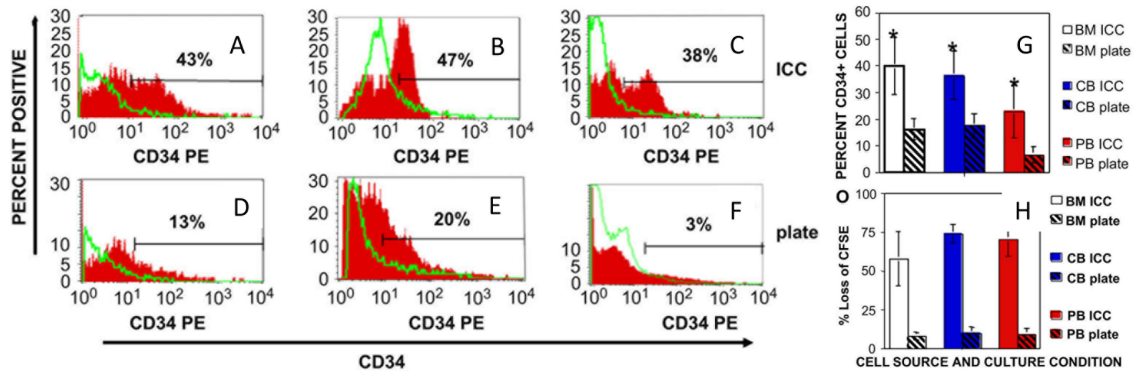 PERCENT POSITIVE
30
25
20
15
10
5
0
A
43%
10⁰ 10¹ 10² 10³ 10⁴
CD34 PE
30
25
20
15
10
5
0
B
47%
10⁰ 10¹ 10² 10³ 10⁴
CD34 PE
30
25
20
15
10
5
0
C
38%
10⁰ 10¹ 10² 10³ 10⁴
CD34 PE
ICC
30
10
5
0
D
13%
10⁰ 10¹ 10² 10³ 10⁴
CD34 PE
30
25
20
15
10
5
0
E
20%
10⁰ 10¹ 10² 10³ 10⁴
CD34 PE
30
10
5
0
F
3%
10⁰ 10¹ 10² 10³ 10⁴
CD34 PE
plate
CD34
PERCENT CD34+ CELLS
60
50
40
30
20
10
0
* * *
G
BM ICC
BM plate
CB ICC
CB plate
PB ICC
PB plate
O
% Loss of CFSE
100
75
50
25
0
H
BM ICC
BM plate
CB ICC
CB plate
PB ICC
PB plate
CELL SOURCE AND CULTURE CONDITION